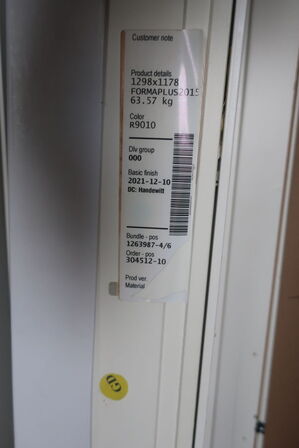 Customer note
Product details
1298x1178
FORMAPLUS2015
63.57 kg
Color
R9010
Dlv group
000
Basic finish
2021-12-10
DC: Handewitt
Bundle - pos
1263987-4/6
Order - pos
304512-10
Prod ver
Material
GD